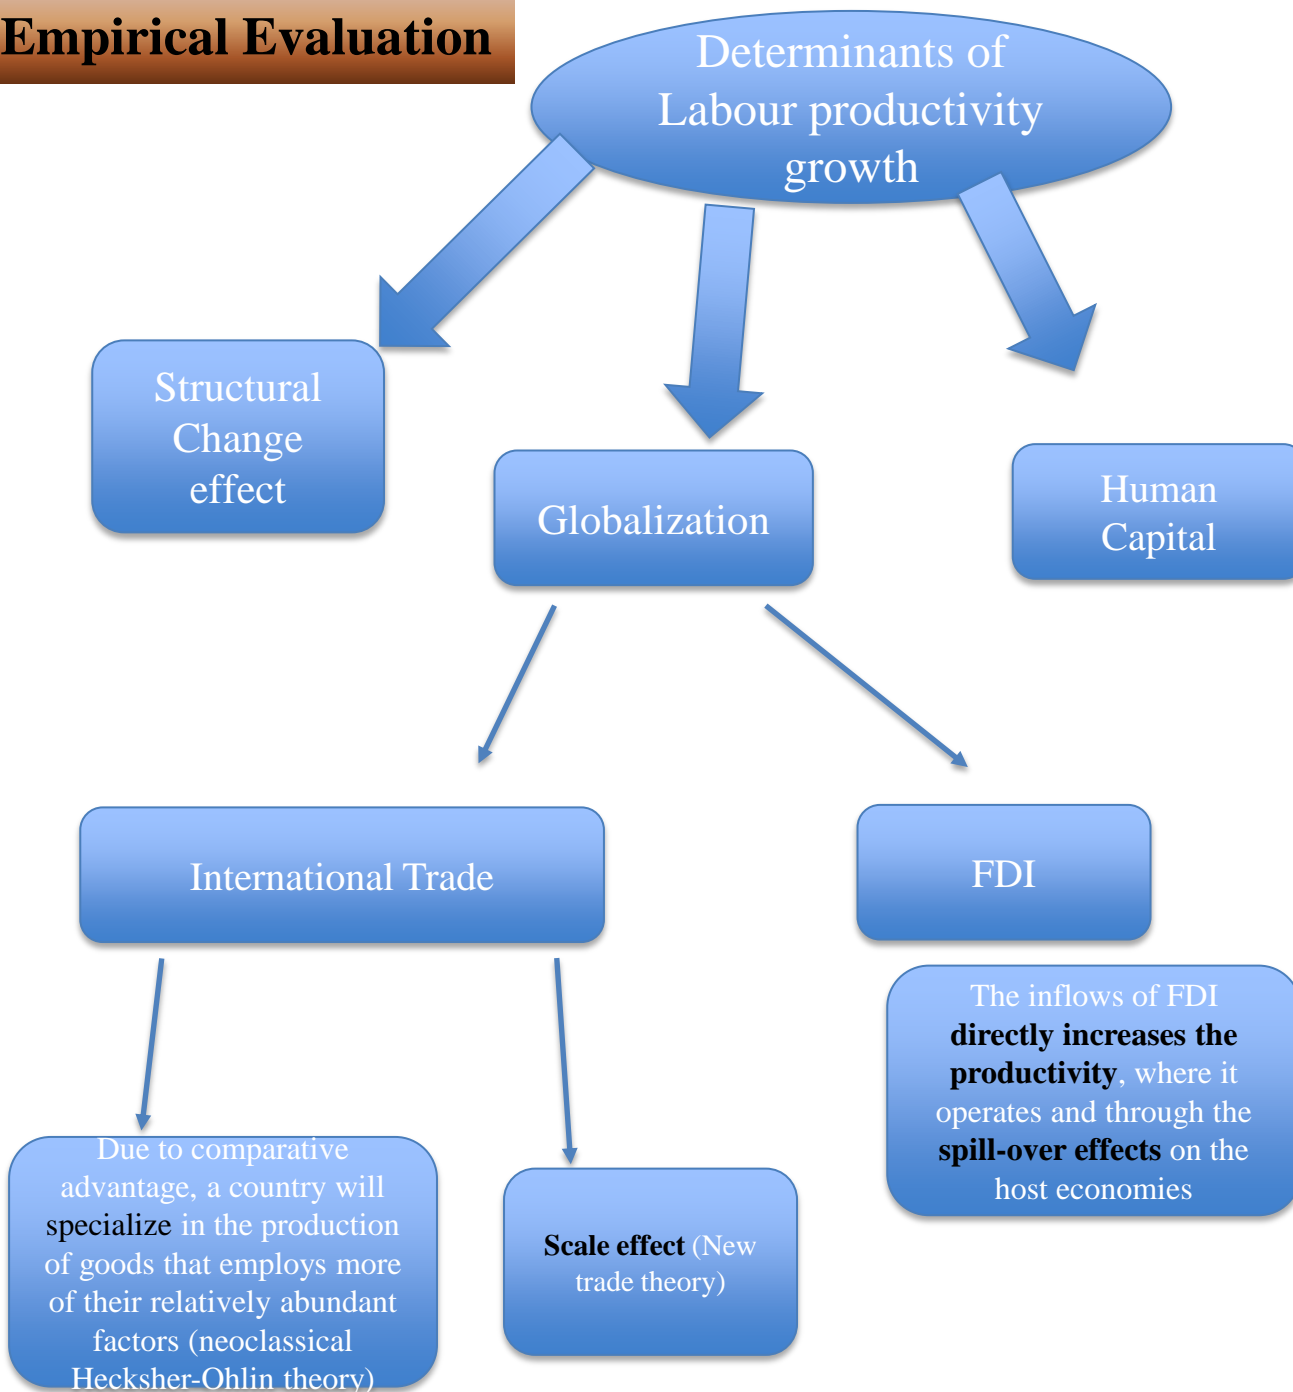 Empirical Evaluation
Determinants of
Labour productivity
growth
Structural
Change
effect
Globalization
Human
Capital
International Trade
FDI
The inflows of FDI
directly increases the
productivity, where it
operates and through the
spill-over effects on the
host economies
Due to comparative
advantage, a country will
specialize in the production
of goods that employs more
of their relatively abundant
factors (neoclassical
Hecksher-Ohlin theory)
Scale effect (New
trade theory)